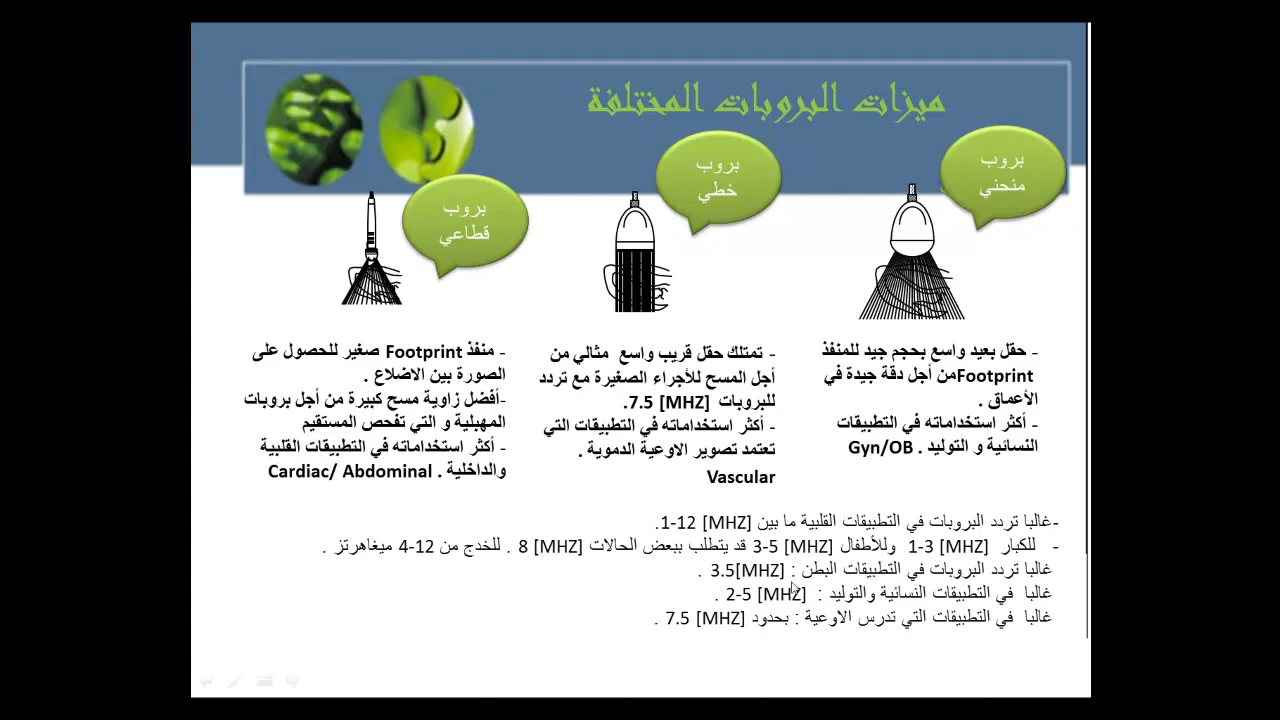 ميزات البروبات المختلفة
بروب
منحني
بروب
خطي
بروب
قطاعي
- حقل بعيد واسع بحجم جيد للمنفذ
Footprintمن أجل دقة جيدة في
الأعماق .
- أكثر استخداماته في التطبيقات
النسائية و التوليد . Gyn/OB
- تمتلك حقل قريب واسع مثالي من
أجل المسح للأجراء الصغيرة مع تردد
للبروبات 7.5 [MHZ].
- أكثر استخداماته في التطبيقات التي
تعتمد تصوير الاوعية الدموية .
Vascular
- منفذ Footprint صغير للحصول على
الصورة بين الاضلاع .
-أفضل زاوية مسح كبيرة من أجل بروبات
المهبلية و التي تفحص المستقيم
- أكثر استخداماته في التطبيقات القلبية
والداخلية . Cardiac/ Abdominal
-غالبا تردد البروبات في التطبيقات القلبية ما بين 1-12 [MHZ].
- للكبار 1-3 [MHZ] وللأطفال 3-5 [MHZ] قد يتطلب ببعض الحالات 8 [MHZ] . للخدج من 4-12 ميغاهرتز .
غالبا تردد البروبات في التطبيقات البطن : 3.5[MHZ] .
غالبا في التطبيقات النسائية والتوليد : 2-5 [MHZ] .
غالبا في التطبيقات التي تدرس الاوعية : بحدود 7.5 [MHZ] .